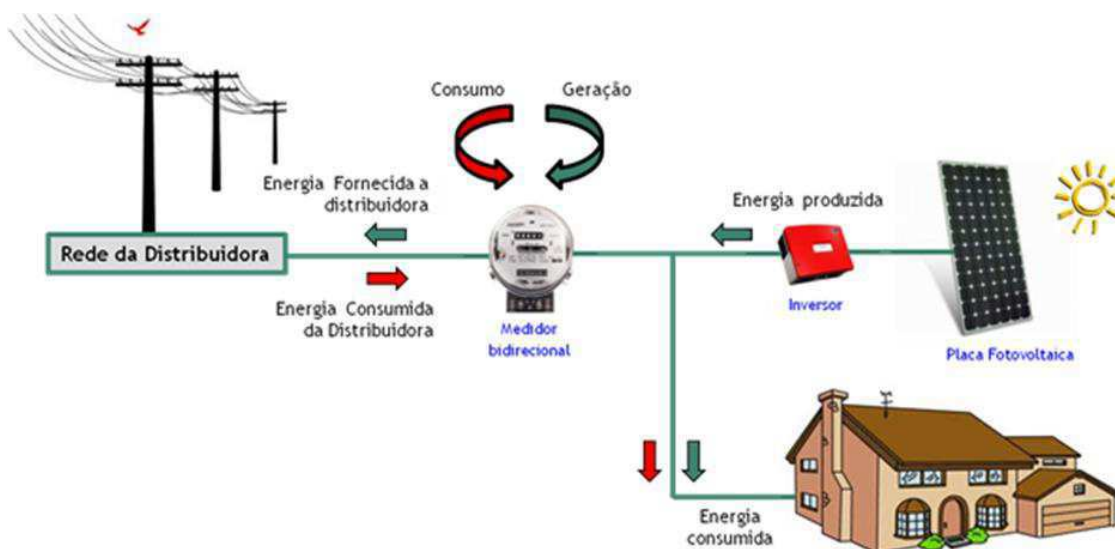 Consumo
Geração
Energia Fornecida a
distribuidora
Energia produzida
Rede da Distribuidora
Energia Consumida
da Distribuidora
Medidor
bidirecional
Inversor
Placa Fotovoltaica
Energia
consumida